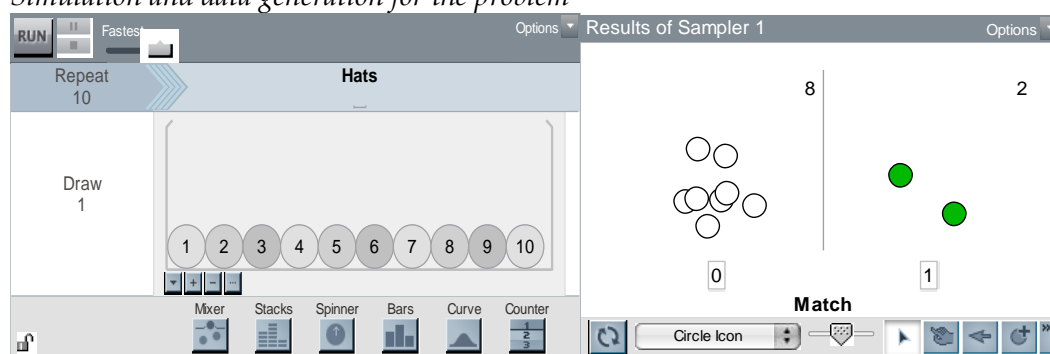 Simulation and data generation for the problem
RUN
Fastest
Options
Repeat
10
Hats
Draw
1
1 2 3 4 5 6 7 8 9 10
Mixer Stacks Spinner Bars Curve Counter
1
2
3
Results of Sampler 1
Options
8 2
0 1
Match
Circle Icon